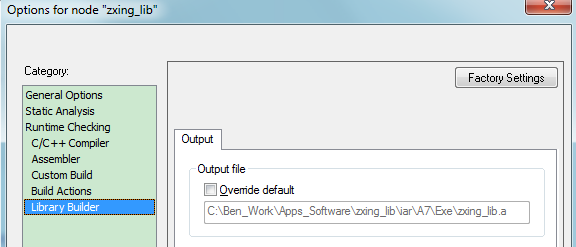 Options for node "zxing_lib"
Category:
Factory Settings
General Options
Static Analysis
Runtime Checking
C/C++ Compiler
Assembler
Custom Build
Build Actions
Library Builder
Output
Output file
Override default
C:\Ben_Work\Apps_Software\zxing_lib\iar\A7\Exe\zxing_lib.a